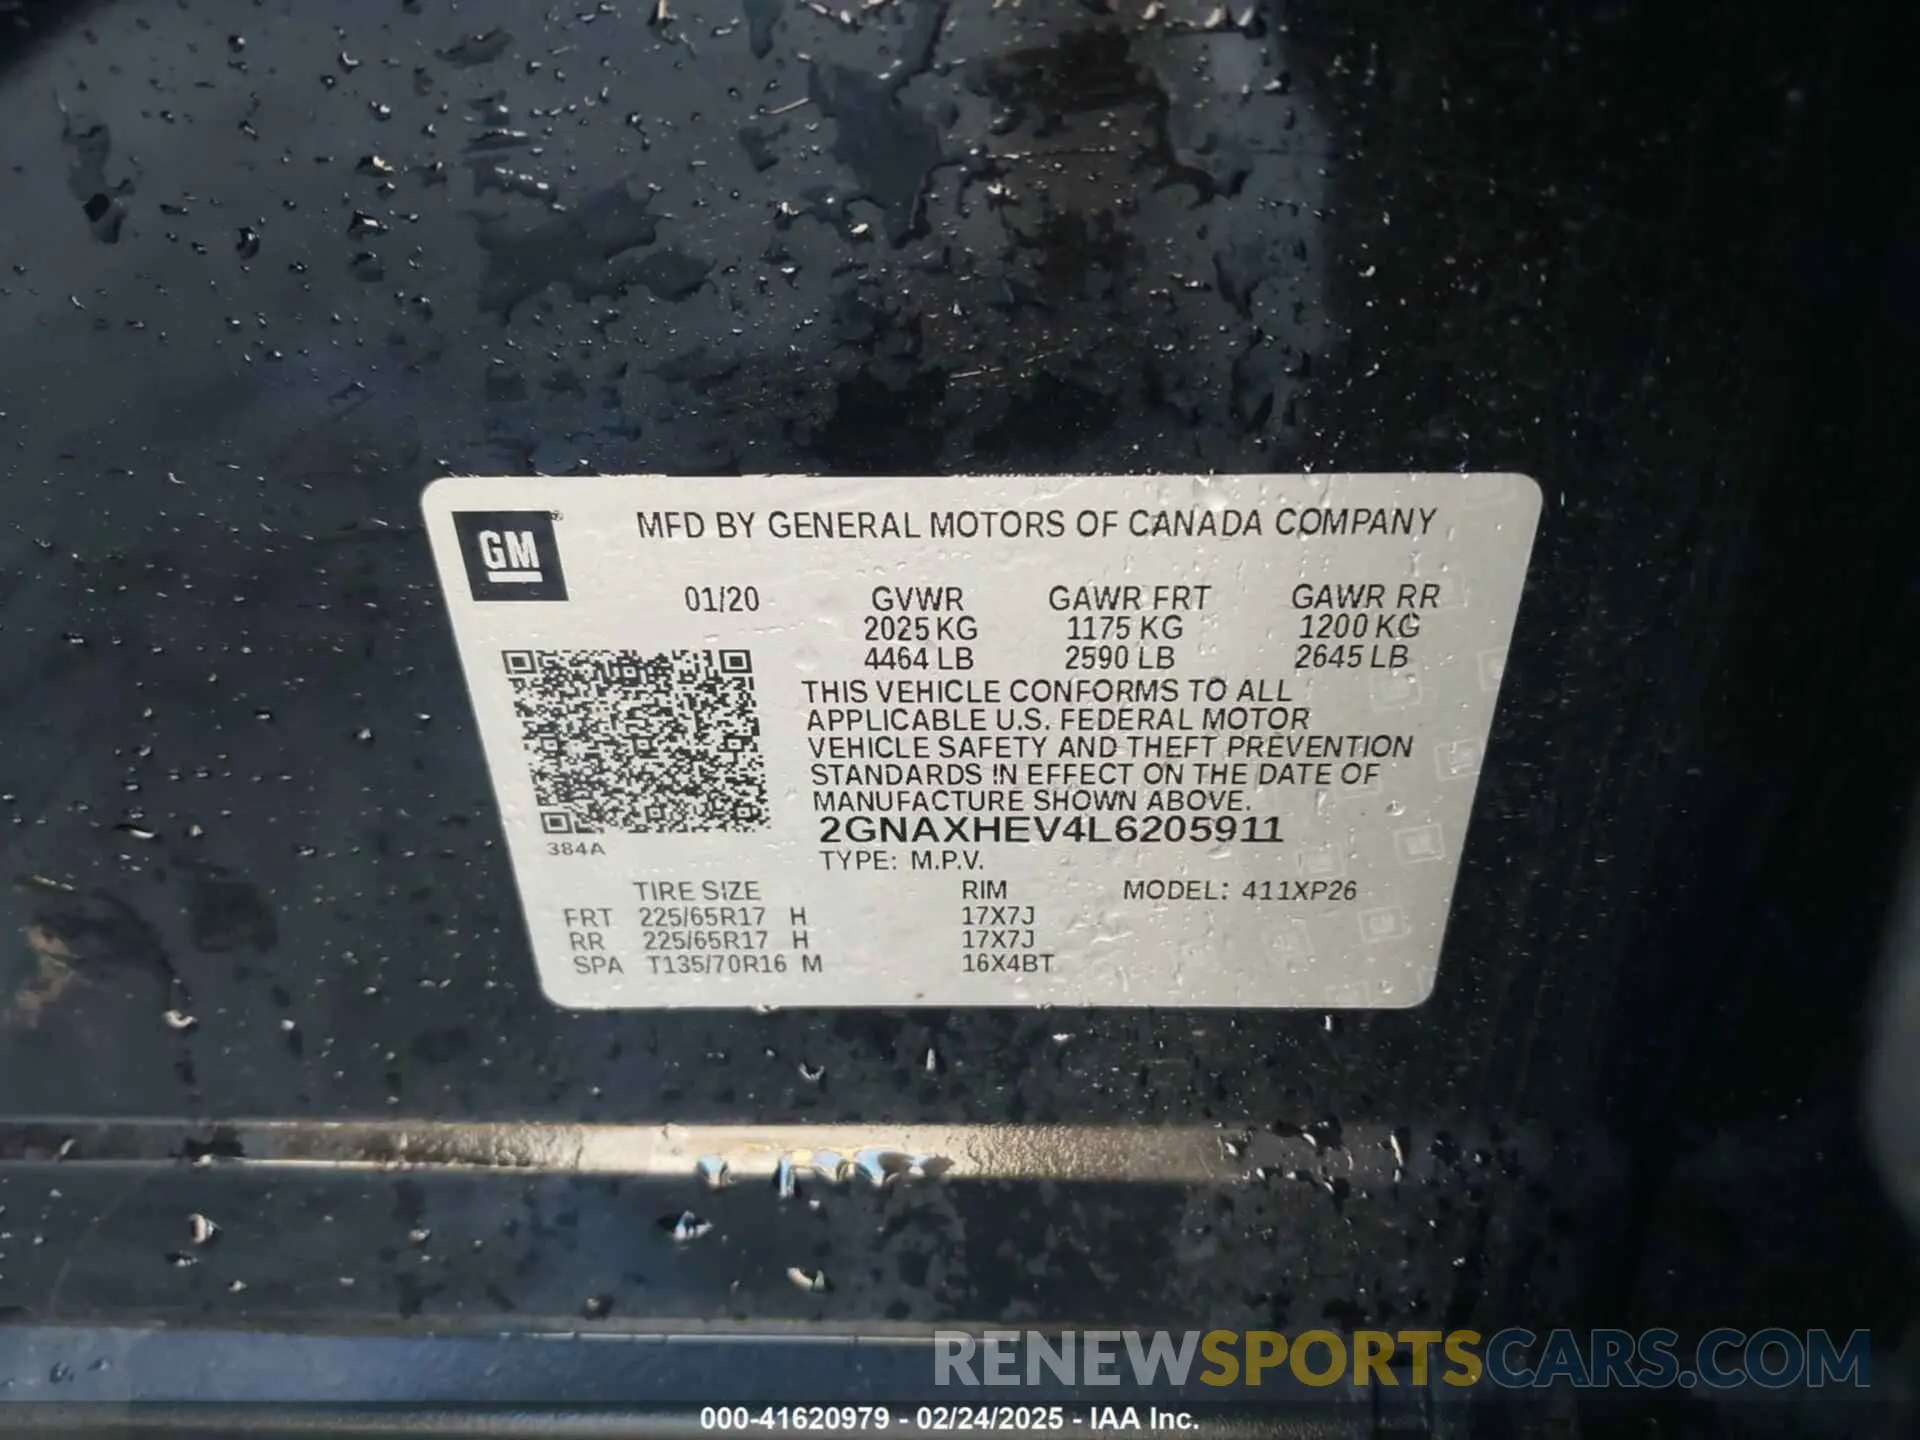 GM
MFD BY GENERAL MOTORS OF CANADA COMPANY
01/20 GVWR GAWR FRT GAWR RR
2025 KG 1175 KG 1200 KG
4464 LB 2590 LB 2645 LB
THIS VEHICLE CONFORMS TO ALL
APPLICABLE U.S. FEDERAL MOTOR
VEHICLE SAFETY AND THEFT PREVENTION
STANDARDS IN EFFECT ON THE DATE OF
MANUFACTURE SHOWN ABOVE.
2GNAXHEV4L6205911
384A
TYPE: M.P.V.
TIRE SIZE RIM MODEL: 411XP26
FRT 225/65R17 H 17X7J
RR 225/65R17 H 17X7J
SPA T135/70R16 M 16X4BT
RENEWSPORTSCARS.COM
000-41620979 - 02/24/2025 - IAA Inc.